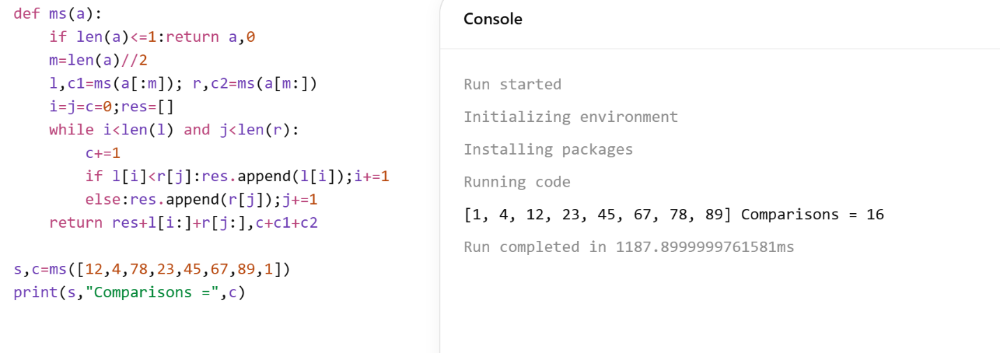 def ms(a):
    if len(a)<=1:return a,0
    m=len(a)//2
    l,c1=ms(a[:m]); r,c2=ms(a[m:])
    i=j=c=0;res=[]
    while i<len(l) and j<len(r):
        c+=1
        if l[i]<r[j]:res.append(l[i]);i+=1
        else:res.append(r[j]);j+=1
    return res+l[i:]+r[j:],c+c1+c2
s,c=ms([12,4,78,23,45,67,89,1])
print(s,"Comparisons =",c)
Console
Run started
Initializing environment
Installing packages
Running code
[1, 4, 12, 23, 45, 67, 78, 89] Comparisons = 16
Run completed in 1187.8999999761581ms